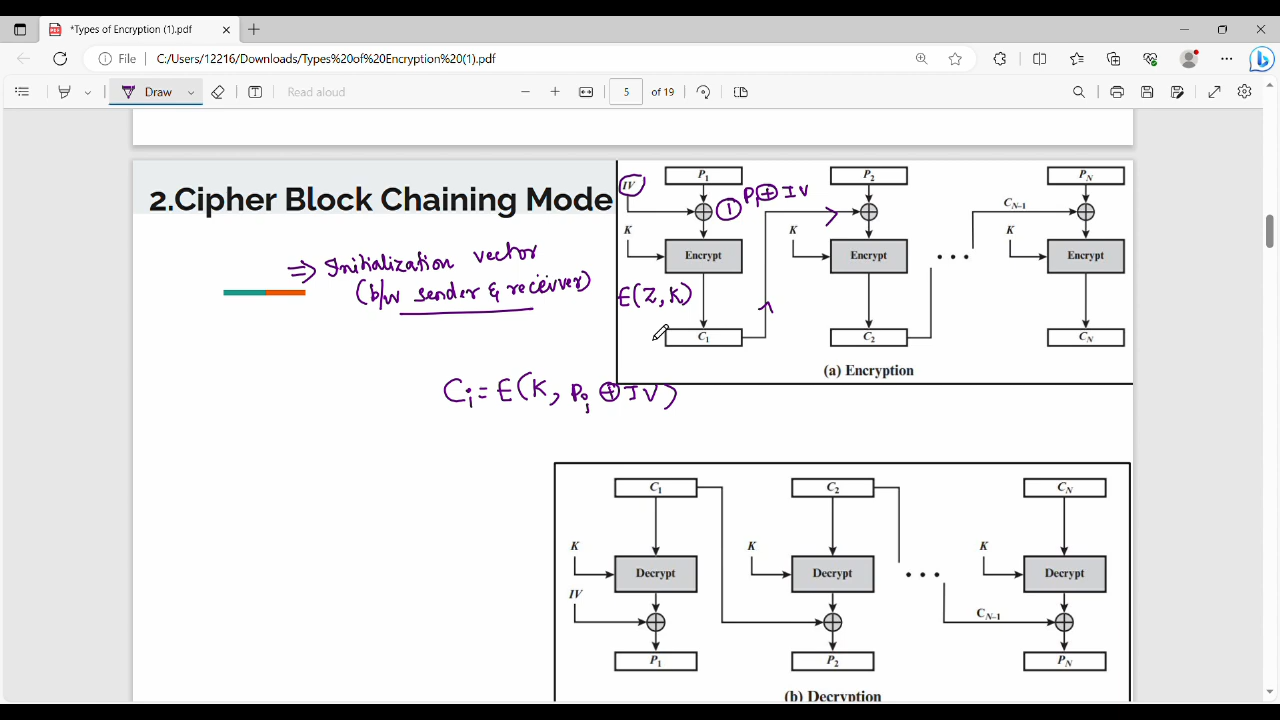 *Types of Encryption (1).pdf
File C:/Users/12216/Downloads/Types%20of%20Encryption%20(1).pdf
Draw Read aloud 5 of 19
2.Cipher Block Chaining Mode
⇒ Initialization vector
(b/w sender & receiver)
IV P1 P2 PN
① P1 ⊕ IV CN–1
K K K
Encrypt Encrypt • • • Encrypt
E(Z, K)
C1 C2 CN
(a) Encryption
Ci = E(K, Pi ⊕ IV)
C1 C2 CN
K K K
Decrypt Decrypt • • • Decrypt
IV CN–1
P1 P2 PN
(b) Decryption